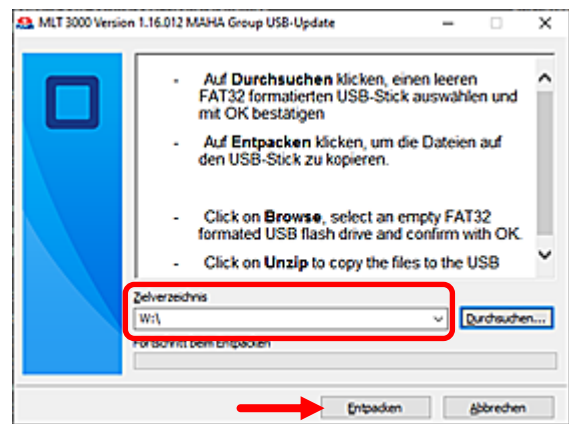 MLT 3000 Version 1.16.012 MAHA Group USB-Update
- Auf Durchsuchen klicken, einen leeren
FAT32 formatierten USB-Stick auswählen und
mit OK bestätigen
- Auf Entpacken klicken, um die Dateien auf
den USB-Stick zu kopieren.
- Click on Browse, select an empty FAT32
formated USB flash drive and confirm with OK.
- Click on Unzip to copy the files to the USB
Zielverzeichnis
W:\
Durchsuchen...
Fortschritt beim Entpacken
Entpacken
Abbrechen